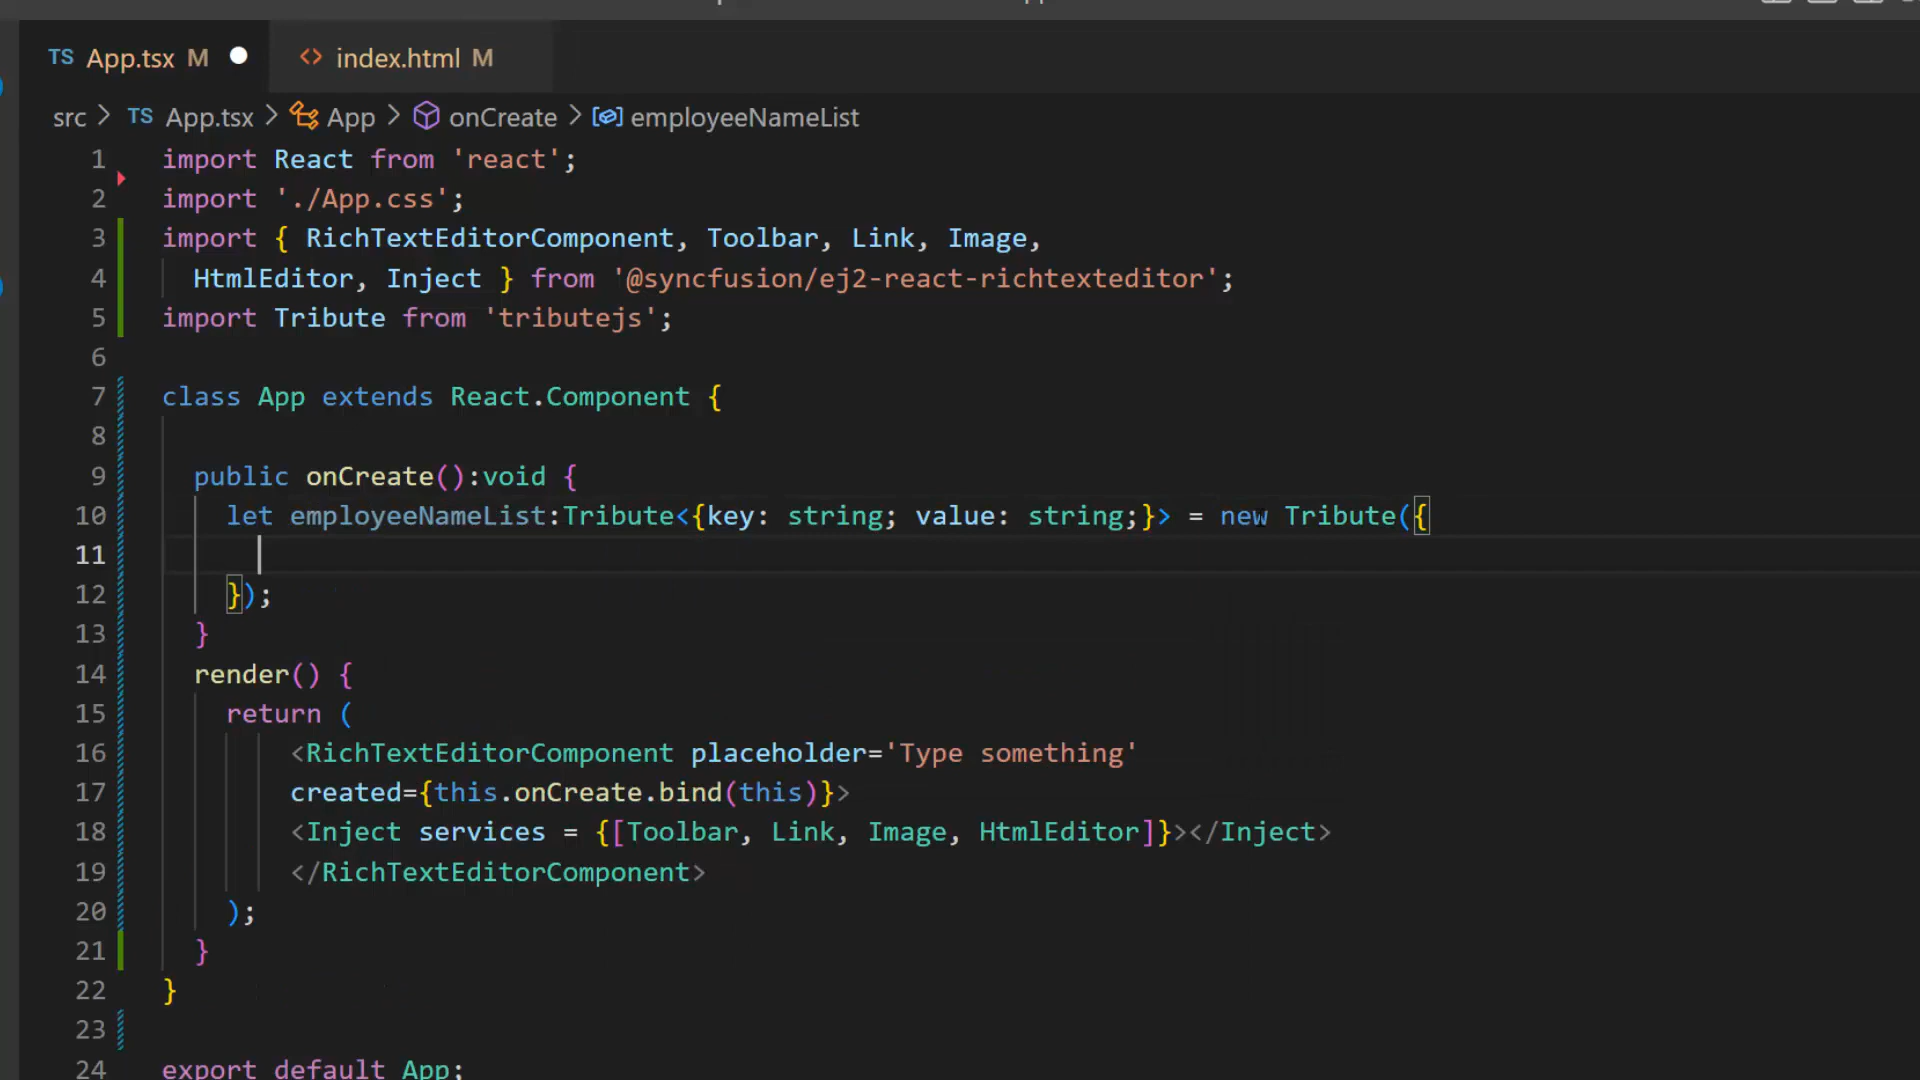 TS App.tsx M
index.html M
src > TS App.tsx > App > onCreate > employeeNameList
1 import React from 'react';
2 import './App.css';
3 import { RichTextEditorComponent, Toolbar, Link, Image,
4 HtmlEditor, Inject } from '@syncfusion/ej2-react-richtexteditor';
5 import Tribute from 'tributejs';
6
7 class App extends React.Component {
8
9 public onCreate():void {
10 let employeeNameList:Tribute<{key: string; value: string;}> = new Tribute({
11
12 });
13 }
14 render() {
15 return (
16 <RichTextEditorComponent placeholder='Type something'
17 created={this.onCreate.bind(this)}>
18 <Inject services = {[Toolbar, Link, Image, HtmlEditor]}></Inject>
19 </RichTextEditorComponent>
20 );
21 }
22 }
23
24 export default App;